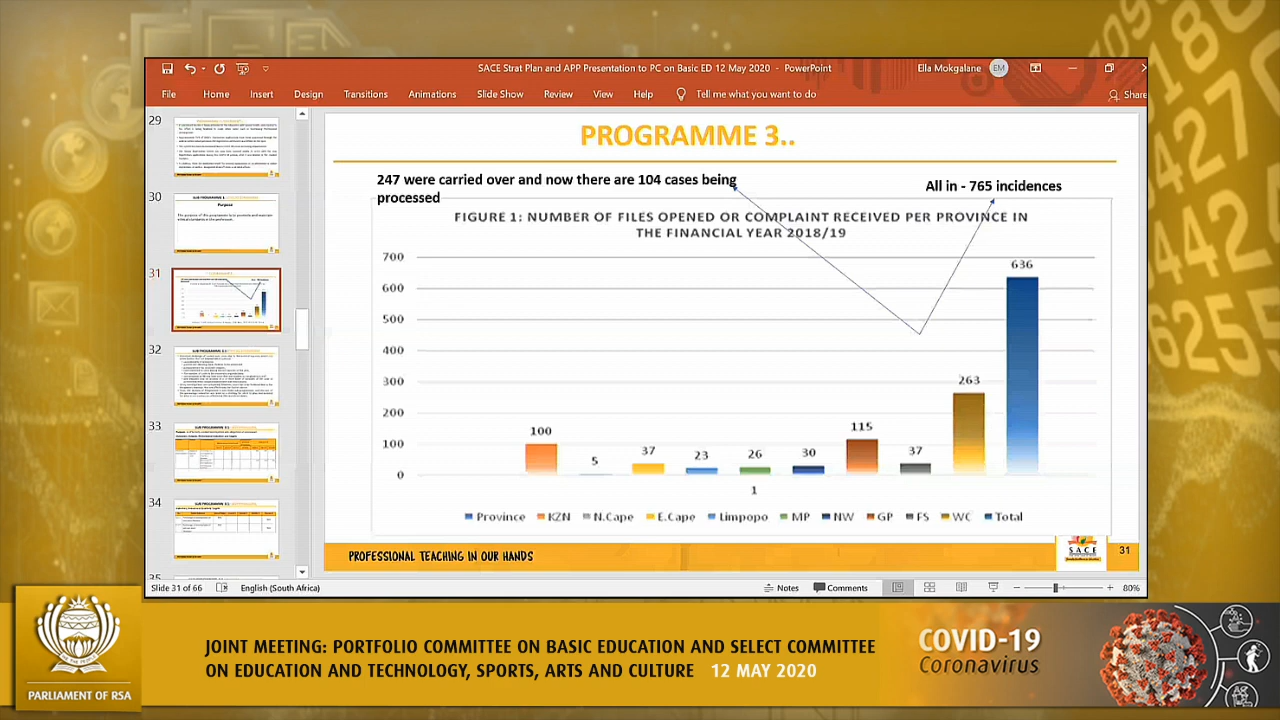 SACE Strat Plan and APP Presentation to PC on Basic ED 12 May 2020 - PowerPoint
Ella Mokgalane
EM
File
Home
Insert
Design
Transitions
Animations
Slide Show
Review
View
Help
Tell me what you want to do
Share
29
30
31
32
33
34
35
PROGRAMME 3..
247 were carried over and now there are 104 cases being
processed
All in - 765 incidences
FIGURE 1: NUMBER OF FILES OPENED OR COMPLAINT RECEIVED PER PROVINCE IN
THE FINANCIAL YEAR 2018/19
700
600
500
400
300
200
100
0
100
5
37
23
26
30
115
37
263
636
1
Province
KZN
E.Cape
Limpopo
MP
NW
WC
Total
PROFESSIONAL TEACHING IN OUR HANDS
SACE
31
Slide 31 of 66
English (South Africa)
Notes
Comments
80%
PARLIAMENT OF RSA
JOINT MEETING: PORTFOLIO COMMITTEE ON BASIC EDUCATION AND SELECT COMMITTEE
ON EDUCATION AND TECHNOLOGY, SPORTS, ARTS AND CULTURE 12 MAY 2020
COVID-19
Coronavirus